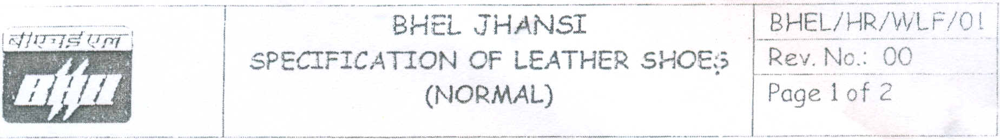 बीएचईएल
BHEL
BHEL JHANSI
SPECIFICATION OF LEATHER SHOES
(NORMAL)
BHEL/HR/WLF/01
Rev. No.: 00
Page 1 of 2